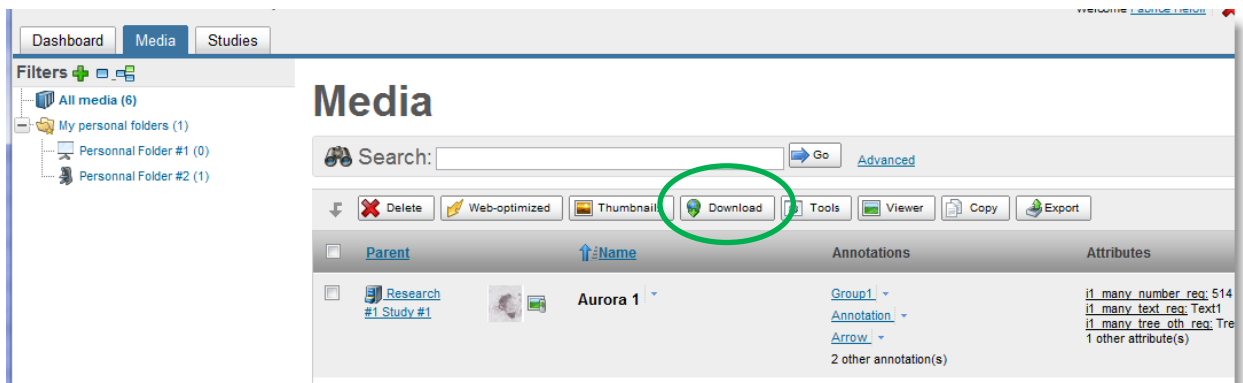 Welcome
Dashboard Media Studies
Filters
All media (6)
My personal folders (1)
Personnal Folder #1 (0)
Personnal Folder #2 (1)
Media
Search: Go Advanced
Delete Web-optimized Thumbnail Download Tools Viewer Copy Export
Parent Name Annotations Attributes
Research
#1 Study #1
Aurora 1
Group1
Annotation
Arrow
2 other annotation(s)
i1_many_number_req: 514
i1_many_text_req: Text1
i1_many_tree_oth_req: Tre
1 other attribute(s)